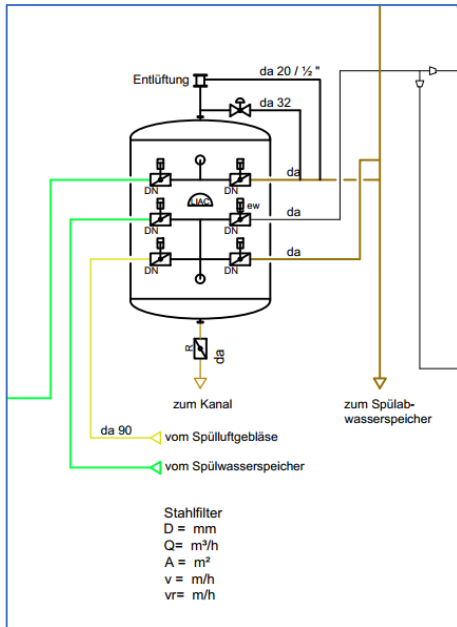 da 20 / ½ "
Entlüftung
da 32
da
DN
DN
LIAC
ew
da
DN
DN
da
DN
DN
R
da
zum Kanal
zum Spülab-
wasserspeicher
da 90
vom Spülluftgebläse
vom Spülwasserspeicher
Stahlfilter
D = mm
Q= m³/h
A = m²
v = m/h
vr= m/h